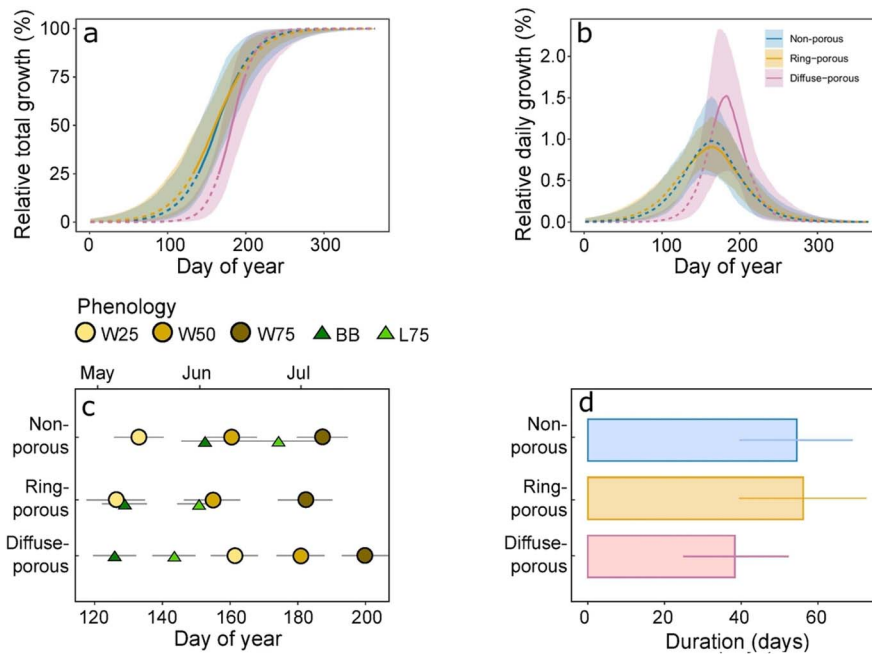 a
Relative total growth (%)
100
75
50
25
0
0 100 200 300
Day of year
b
Relative daily growth (%)
2.0
1.5
1.0
0.5
0.0
0 100 200 300
Day of year
Non−porous
Ring−porous
Diffuse−porous
Phenology
W25 W50 W75 BB L75
May Jun Jul
c
Non-
porous
Ring-
porous
Diffuse-
porous
120 140 160 180 200
Day of year
d
Non-
porous
Ring-
porous
Diffuse-
porous
0 20 40 60
Duration (days)